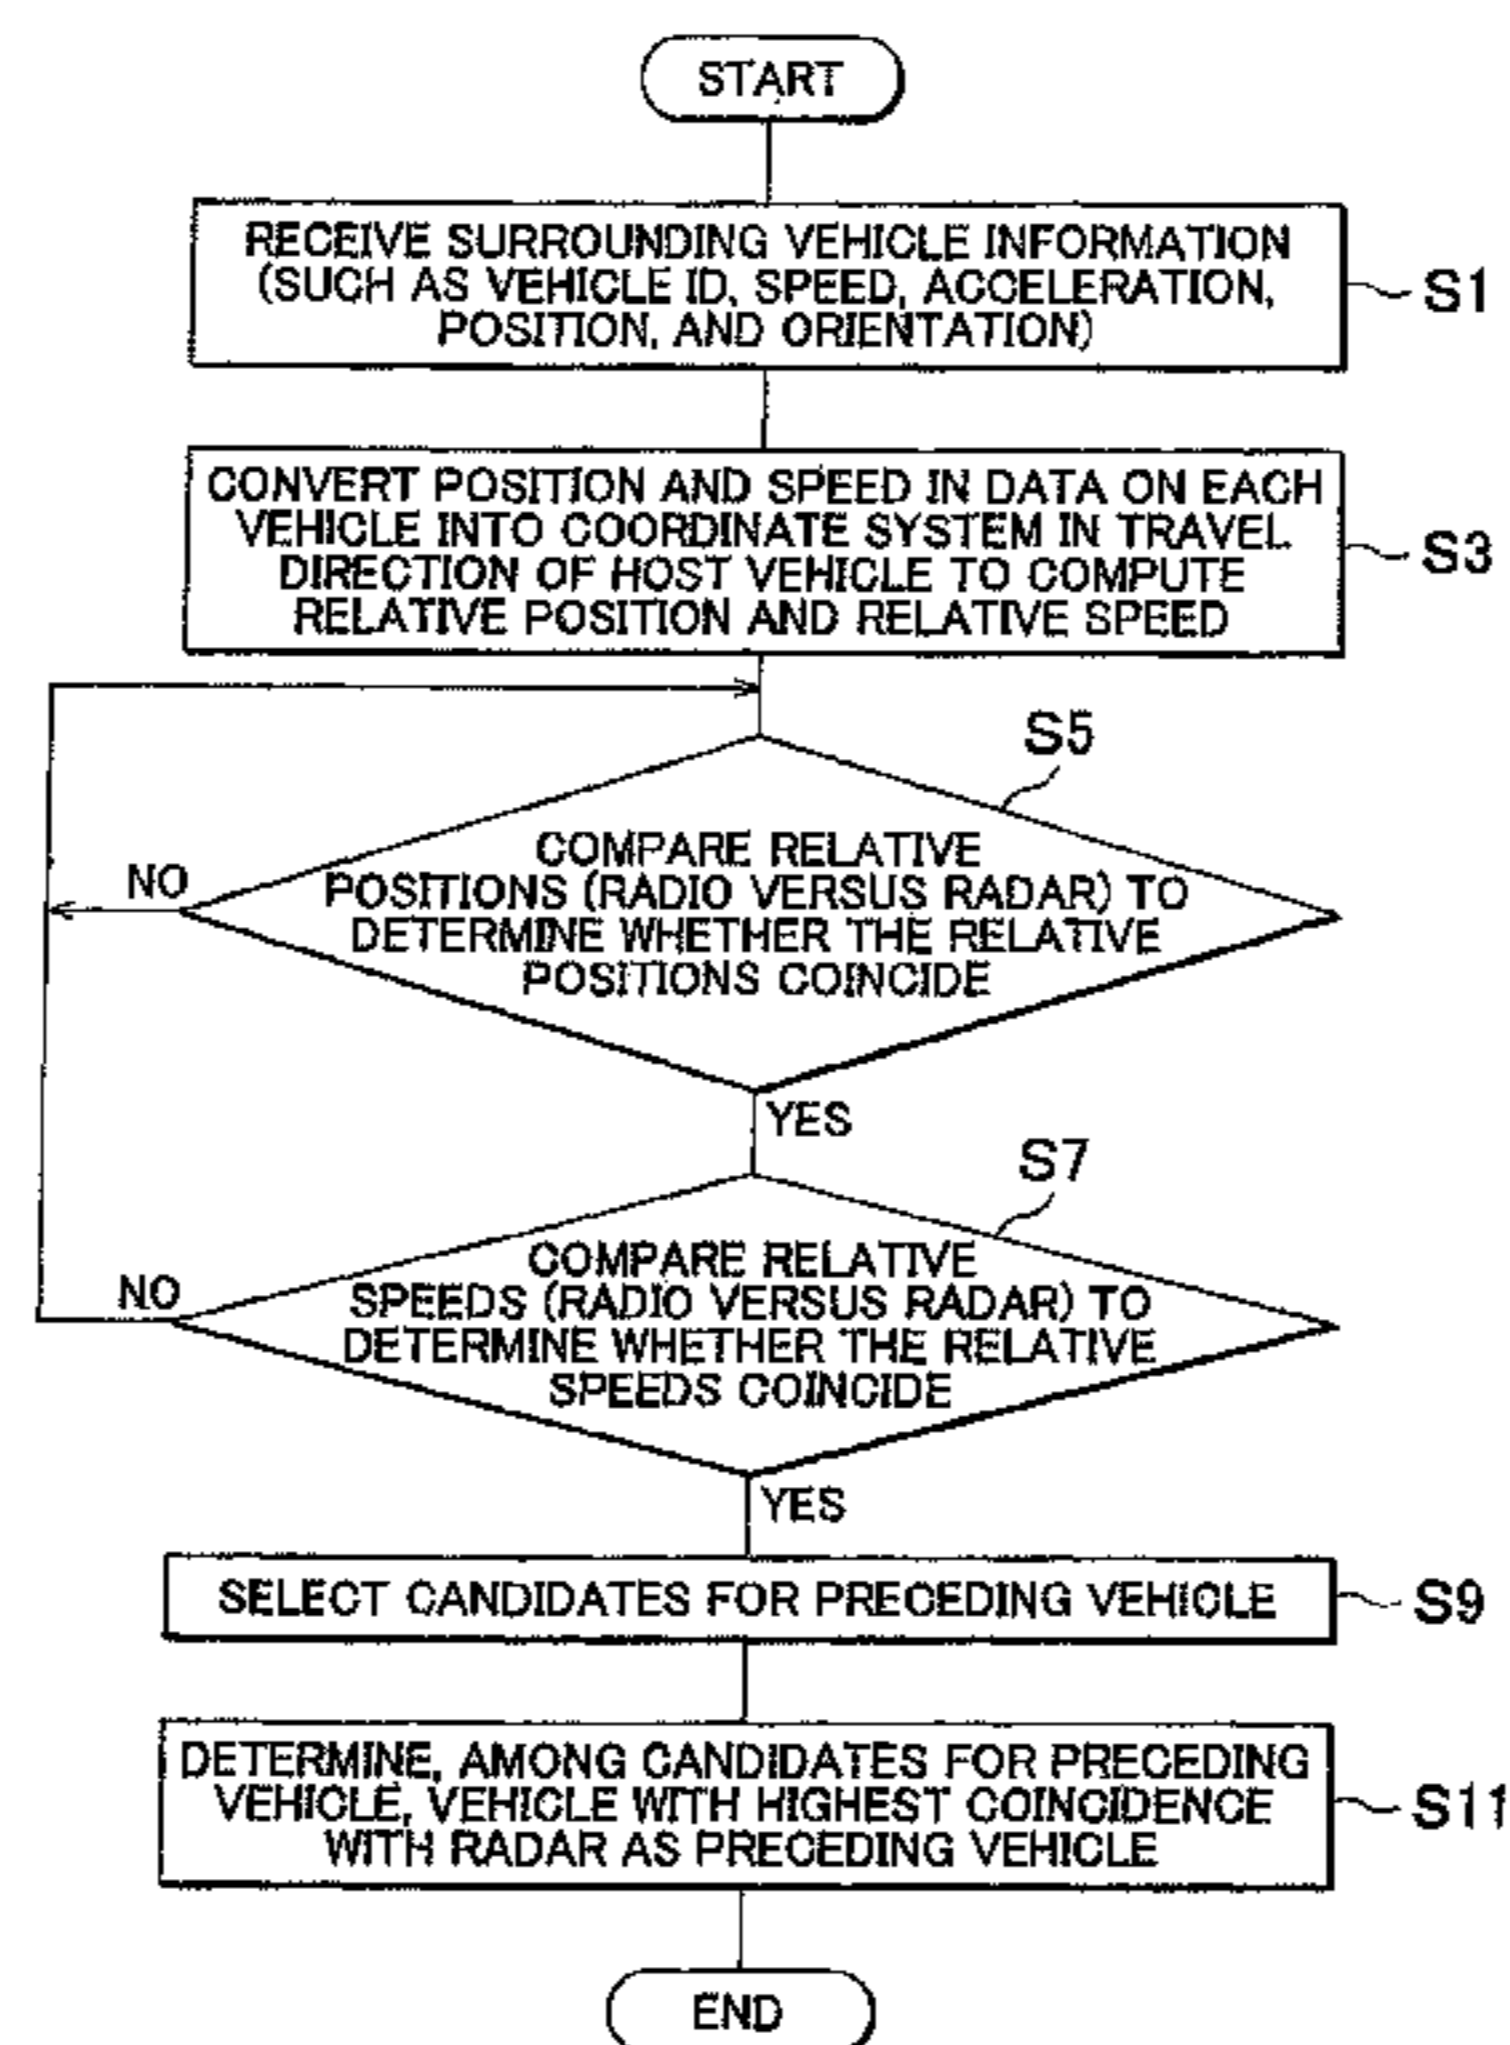 START
RECEIVE SURROUNDING VEHICLE INFORMATION
(SUCH AS VEHICLE ID, SPEED, ACCELERATION,
POSITION, AND ORIENTATION)
S1
CONVERT POSITION AND SPEED IN DATA ON EACH
VEHICLE INTO COORDINATE SYSTEM IN TRAVEL
DIRECTION OF HOST VEHICLE TO COMPUTE
RELATIVE POSITION AND RELATIVE SPEED
S3
S5
COMPARE RELATIVE
POSITIONS (RADIO VERSUS RADAR) TO
DETERMINE WHETHER THE RELATIVE
POSITIONS COINCIDE
NO
YES
S7
COMPARE RELATIVE
SPEEDS (RADIO VERSUS RADAR) TO
DETERMINE WHETHER THE RELATIVE
SPEEDS COINCIDE
NO
YES
SELECT CANDIDATES FOR PRECEDING VEHICLE
S9
DETERMINE, AMONG CANDIDATES FOR PRECEDING
VEHICLE, VEHICLE WITH HIGHEST COINCIDENCE
WITH RADAR AS PRECEDING VEHICLE
S11
END